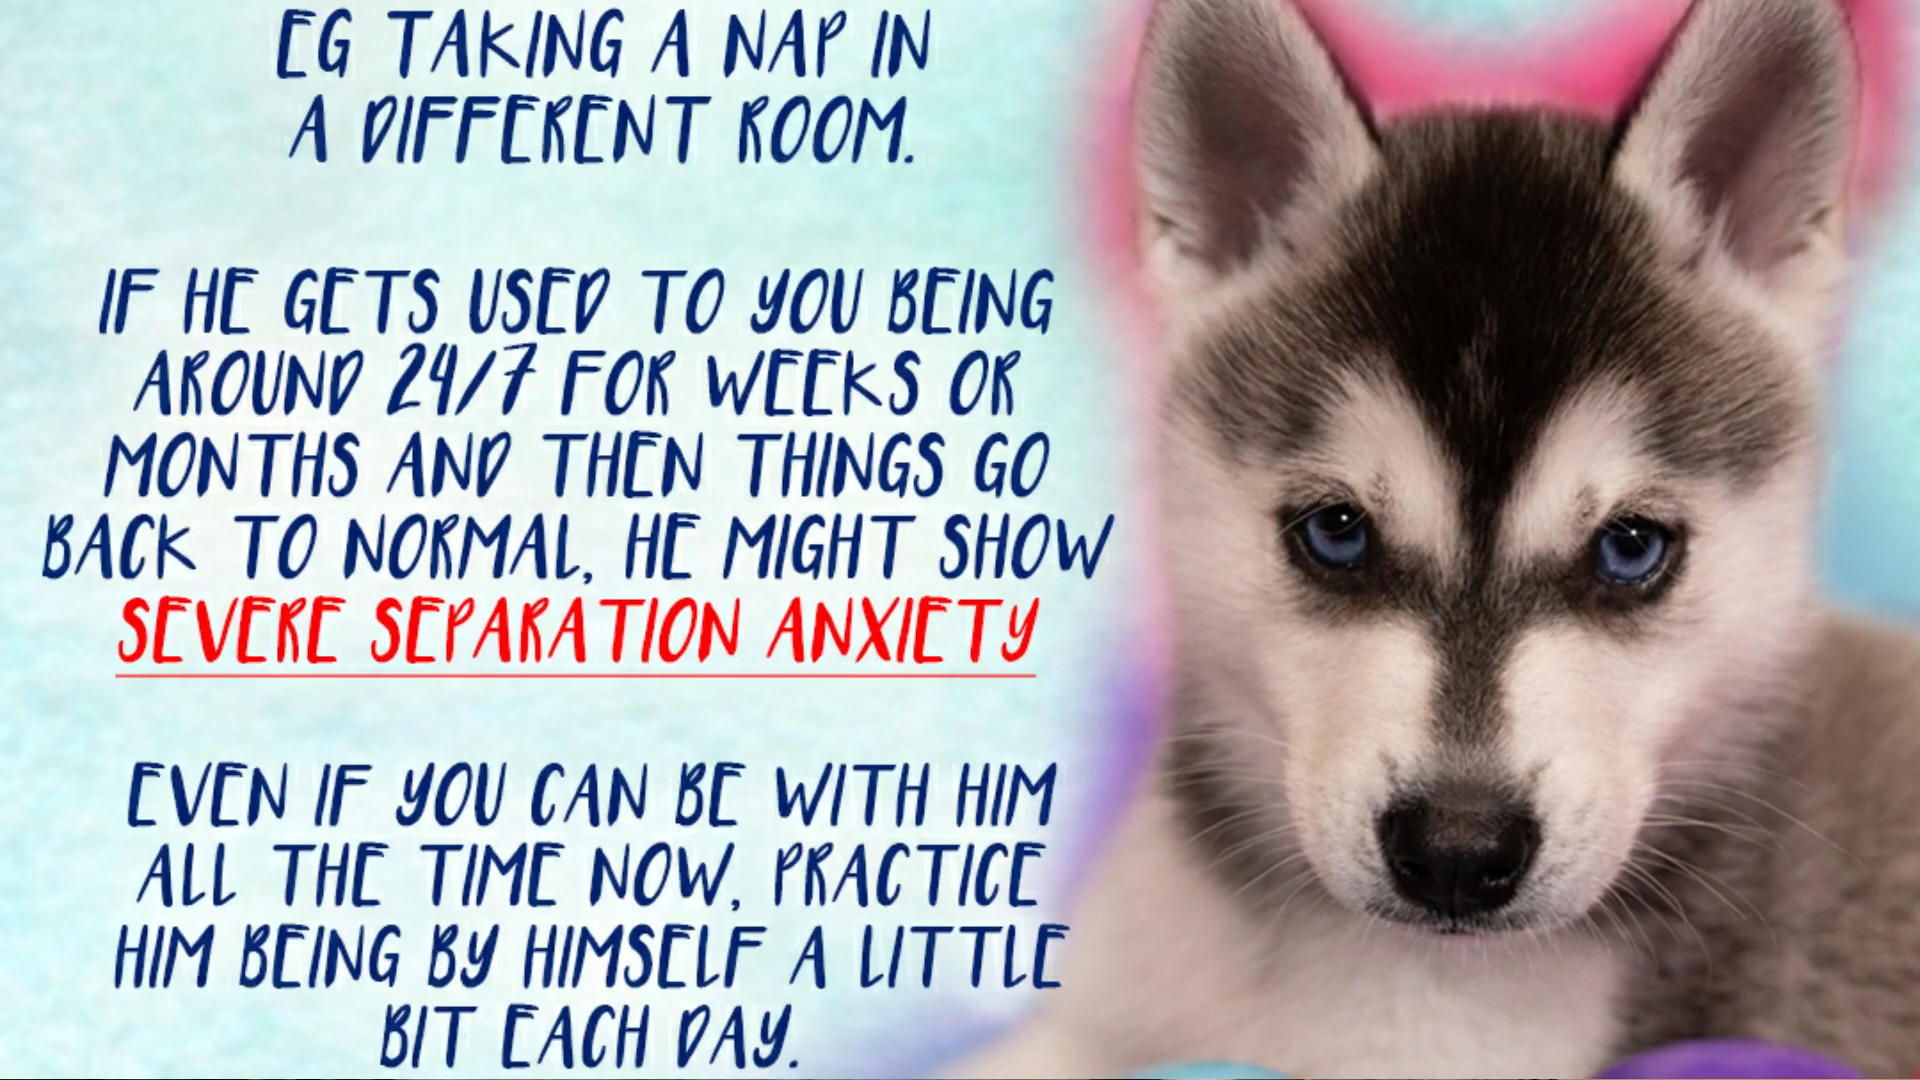 EG TAKING A NAP IN
A DIFFERENT ROOM.
IF HE GETS USED TO YOU BEING
AROUND 24/7 FOR WEEKS OR
MONTHS AND THEN THINGS GO
BACK TO NORMAL, HE MIGHT SHOW
SEVERE SEPARATION ANXIETY
EVEN IF YOU CAN BE WITH HIM
ALL THE TIME NOW, PRACTICE
HIM BEING BY HIMSELF A LITTLE
BIT EACH DAY.